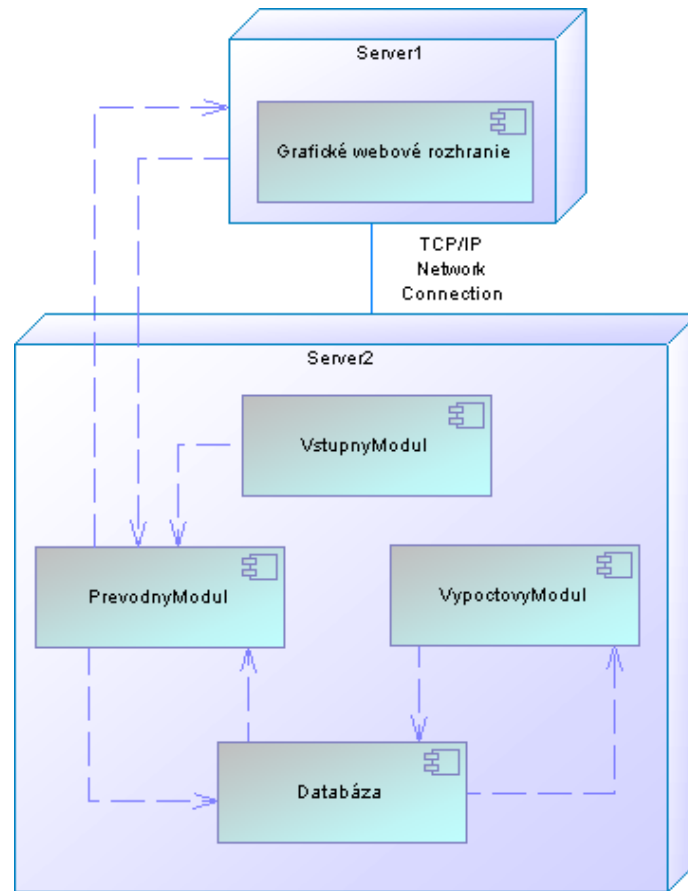 Server1
Grafické webové rozhranie
TCP/IP
Network
Connection
Server2
VstupnyModul
PrevodnyModul
VypoctovyModul
Databáza